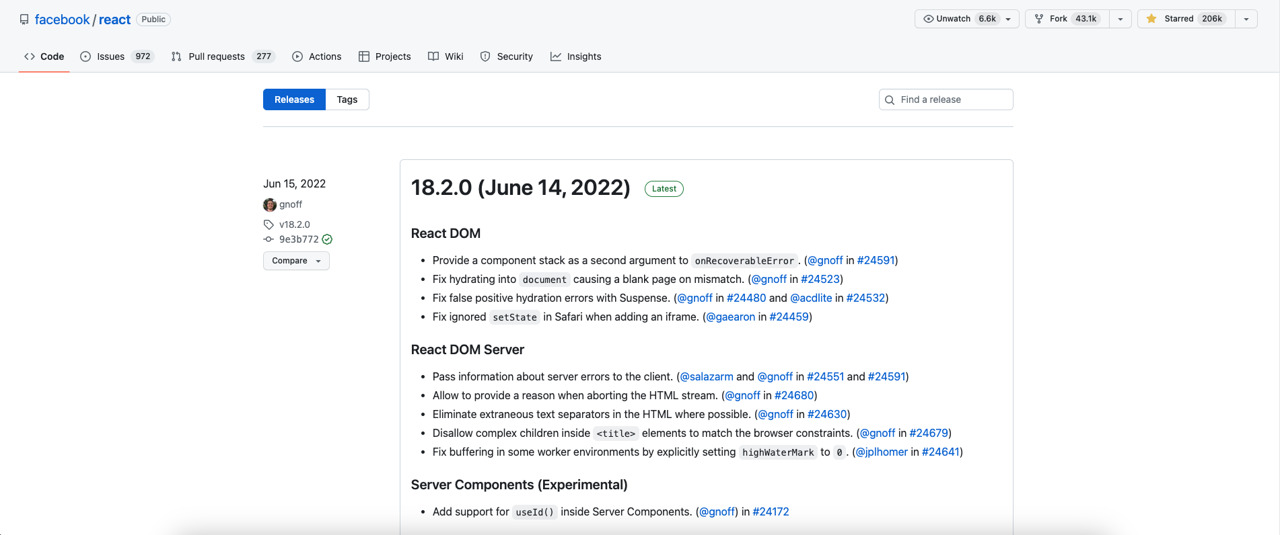 facebook / react Public Unwatch 6.6k Fork 43.1k Starred 206k
Code Issues 972 Pull requests 277 Actions Projects Wiki Security Insights
Releases Tags Find a release
Jun 15, 2022
gnoff
v18.2.0
9e3b772
Compare
18.2.0 (June 14, 2022) Latest
React DOM
• Provide a component stack as a second argument to onRecoverableError. (@gnoff in #24591)
• Fix hydrating into document causing a blank page on mismatch. (@gnoff in #24523)
• Fix false positive hydration errors with Suspense. (@gnoff in #24480 and @acdlite in #24532)
• Fix ignored setState in Safari when adding an iframe. (@gaearon in #24459)
React DOM Server
• Pass information about server errors to the client. (@salazarm and @gnoff in #24551 and #24591)
• Allow to provide a reason when aborting the HTML stream. (@gnoff in #24680)
• Eliminate extraneous text separators in the HTML where possible. (@gnoff in #24630)
• Disallow complex children inside <title> elements to match the browser constraints. (@gnoff in #24679)
• Fix buffering in some worker environments by explicitly setting highWaterMark to 0. (@jplhomer in #24641)
Server Components (Experimental)
• Add support for useId() inside Server Components. (@gnoff) in #24172